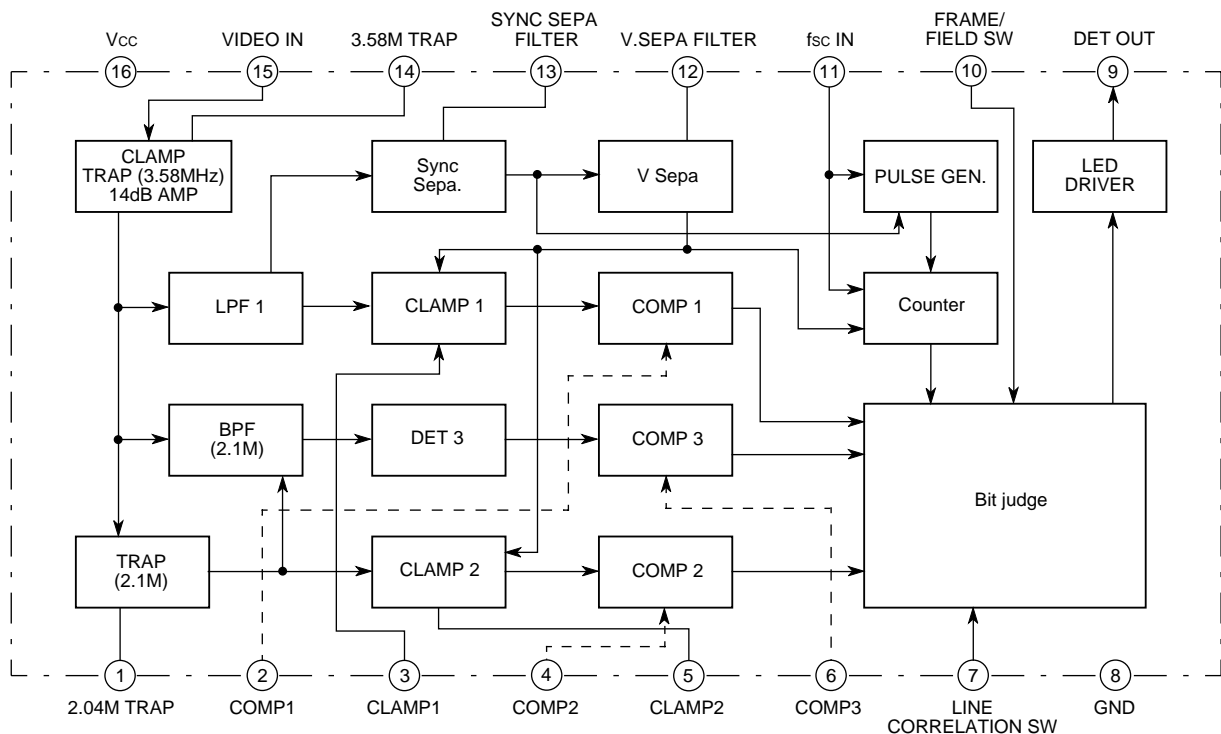 SYNC SEPA
FILTER
FRAME/
FIELD SW
Vcc
VIDEO IN
3.58M TRAP
V.SEPA FILTER
fsc IN
DET OUT
16
15
14
13
12
11
10
9
CLAMP
TRAP (3.58MHz)
14dB AMP
Sync
Sepa.
V Sepa
PULSE GEN.
LED
DRIVER
LPF 1
CLAMP 1
COMP 1
Counter
BPF
(2.1M)
DET 3
COMP 3
Bit judge
TRAP
(2.1M)
CLAMP 2
COMP 2
1
2
3
4
5
6
7
8
2.04M TRAP
COMP1
CLAMP1
COMP2
CLAMP2
COMP3
LINE
CORRELATION SW
GND